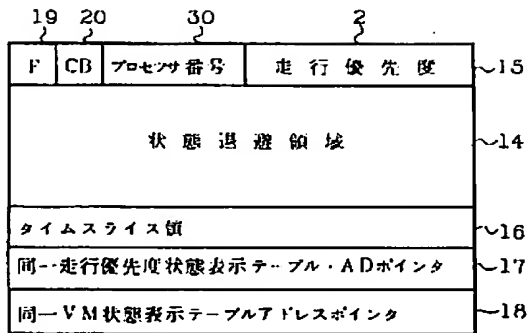 19 20 30 2
F CB プロセッサ番号 走行優先度 15
状態退避領域 14
タイムスライス値 16
同一走行優先度状態表示テーブル・ADポインタ 17
同一VM状態表示テーブルアドレスポインタ 18